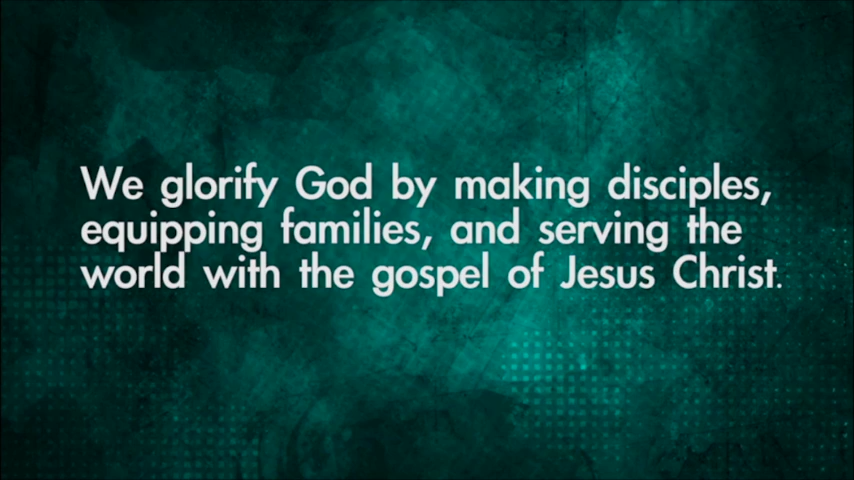 We glorify God by making disciples,
equipping families, and serving the
world with the gospel of Jesus Christ.